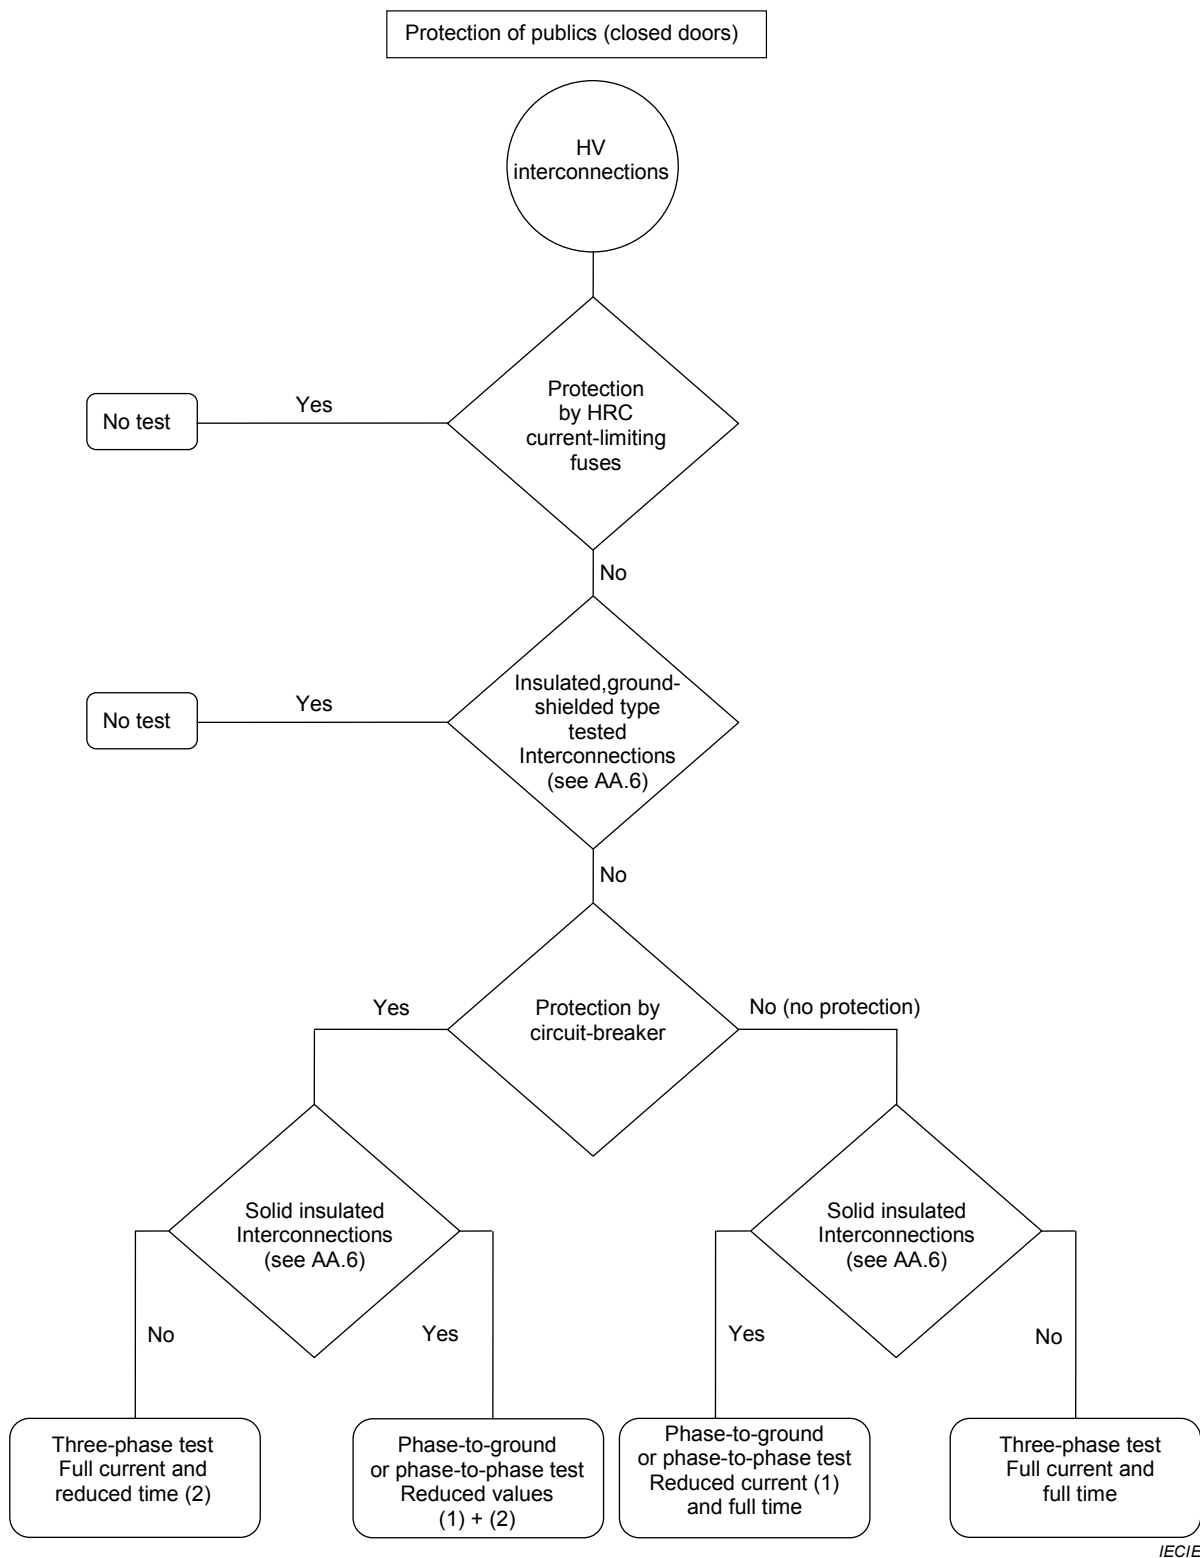 Protection of publics (closed doors)
HV
interconnections
Protection
by HRC
current-limiting
fuses
Yes
No test
No
Insulated,ground-
shielded type
tested
Interconnections
(see AA.6)
Yes
No test
No
Protection by
circuit-breaker
Yes
No (no protection)
Solid insulated
Interconnections
(see AA.6)
Solid insulated
Interconnections
(see AA.6)
No
Yes
Yes
No
Three-phase test
Full current and
reduced time (2)
Phase-to-ground
or phase-to-phase test
Reduced values
(1) + (2)
Phase-to-ground
or phase-to-phase test
Reduced current (1)
and full time
Three-phase test
Full current and
full time
IECIE